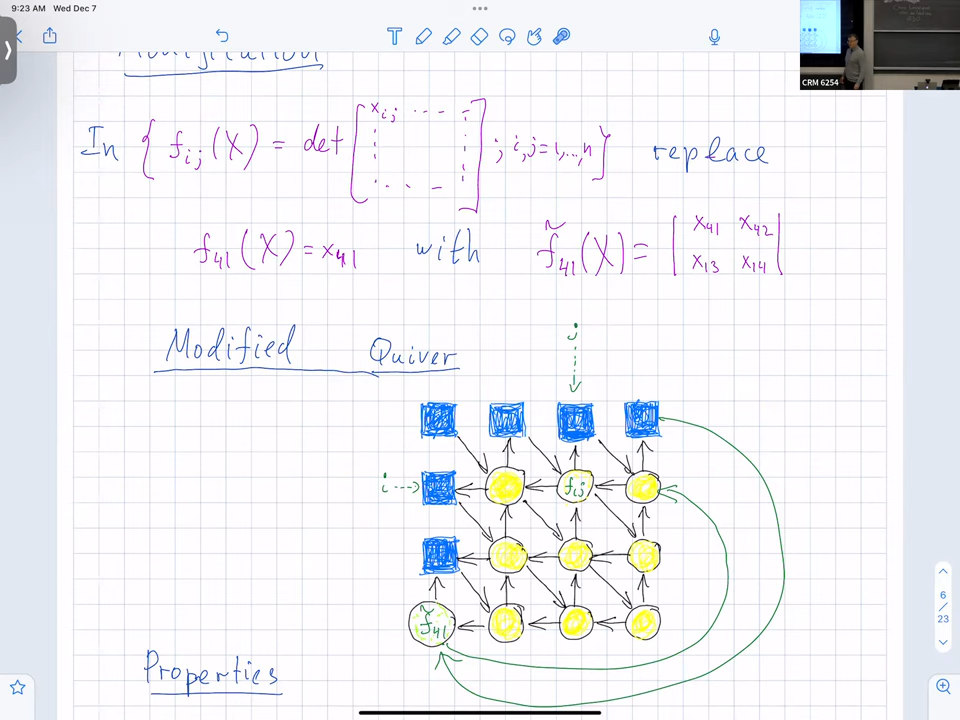 9:23 AM Wed Dec 7
CRM 6254
Modification
In { f_ij (X) = det [ x_ij ... ] ; i,j=1,...,n } replace
f_41 (X) = x_41 with f̃_41 (X) = | x_41 x_42
x_13 x_14 |
Modified Quiver
j
i
f_ij
f̃_41
6
/
23
Properties